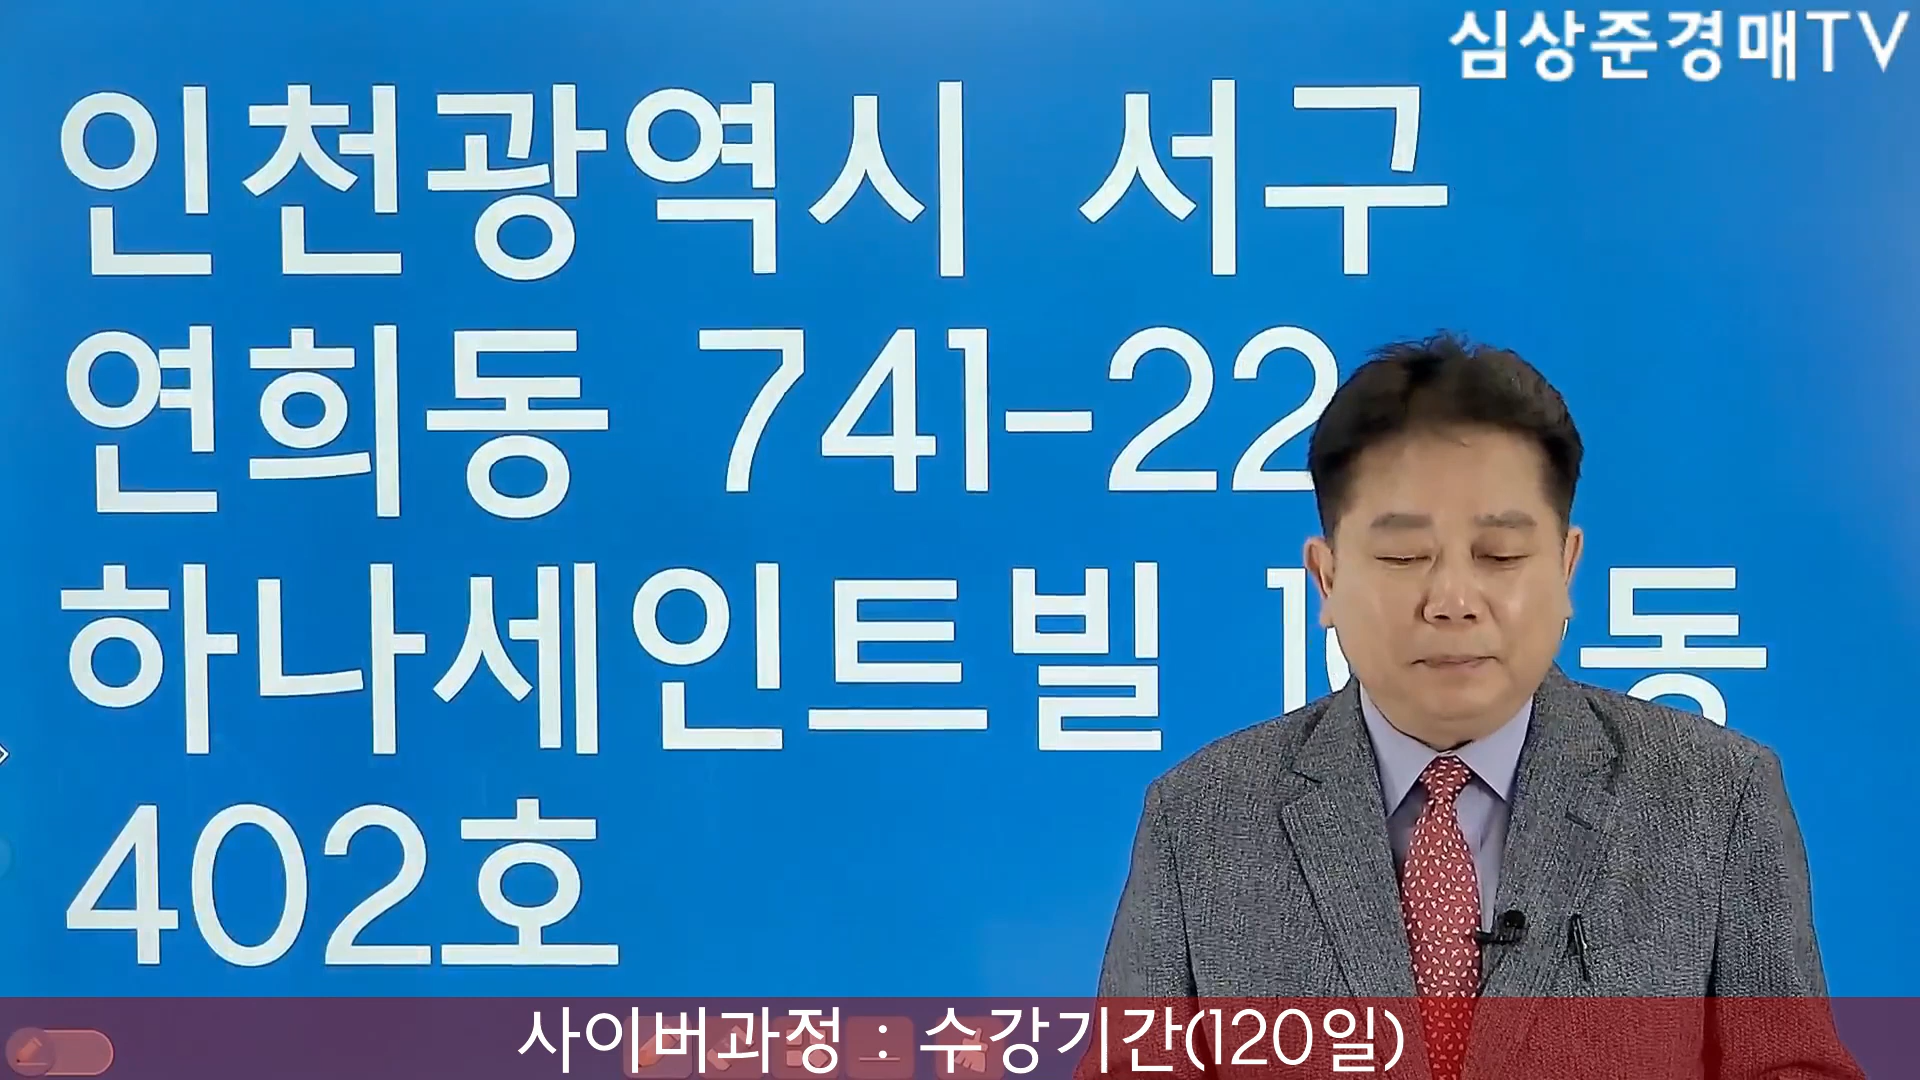 심상준경매TV
인천광역시 서구
연희동 741-22
하나세인트빌
402호
사이버과정 : 수강기간(120일)